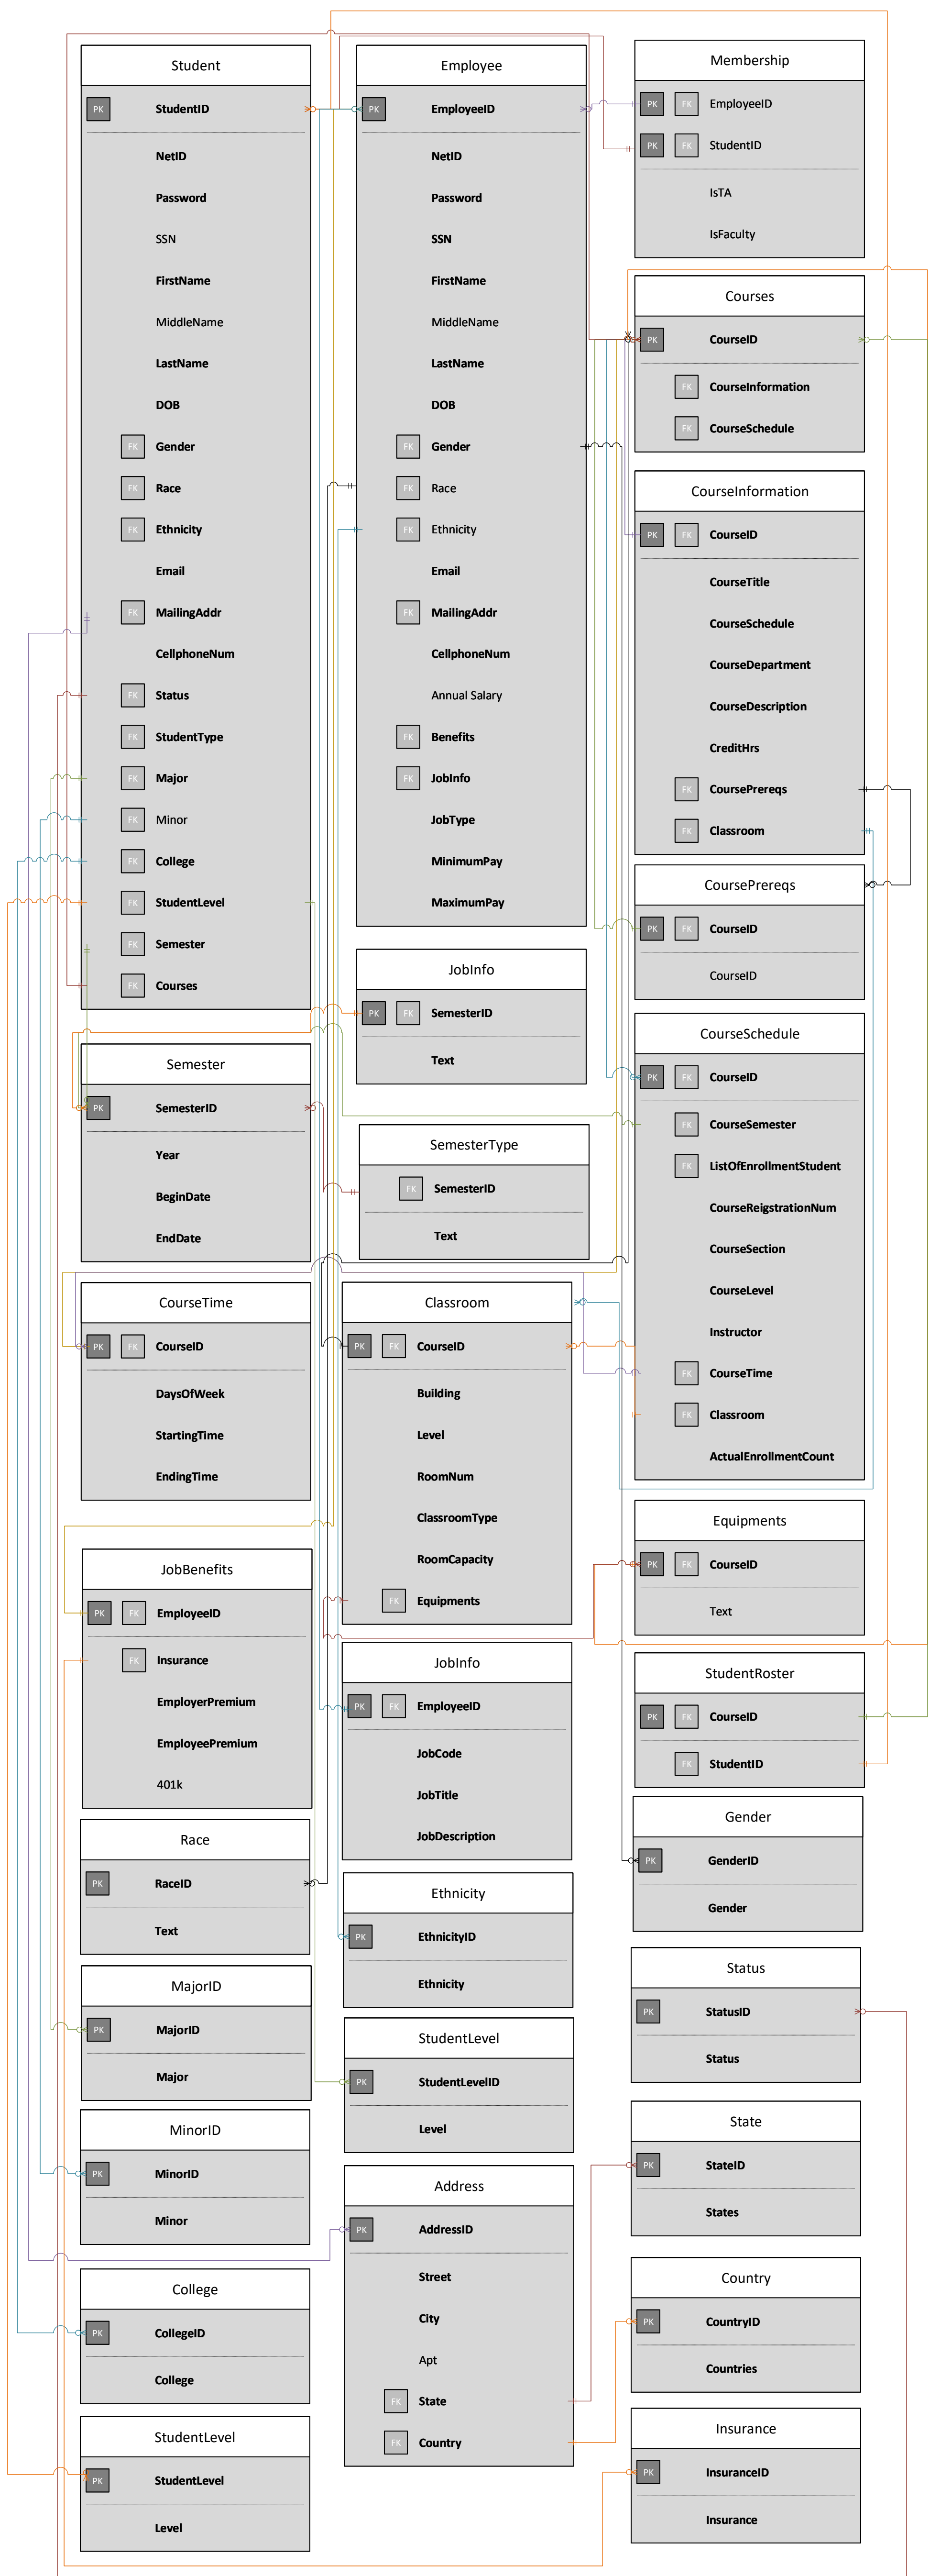 Student
PK StudentID
NetID
Password
SSN
FirstName
MiddleName
LastName
DOB
FK Gender
FK Race
FK Ethnicity
Email
FK MailingAddr
CellphoneNum
FK Status
FK StudentType
FK Major
FK Minor
FK College
FK StudentLevel
FK Semester
FK Courses
Employee
PK EmployeeID
NetID
Password
SSN
FirstName
MiddleName
LastName
DOB
FK Gender
FK Race
FK Ethnicity
Email
FK MailingAddr
CellphoneNum
Annual Salary
FK Benefits
FK JobInfo
JobType
MinimumPay
MaximumPay
Membership
PK FK EmployeeID
PK FK StudentID
IsTA
IsFaculty
Courses
PK CourseID
FK CourseInformation
FK CourseSchedule
CourseInformation
PK FK CourseID
CourseTitle
CourseSchedule
CourseDepartment
CourseDescription
CreditHrs
FK CoursePrereqs
FK Classroom
CoursePrereqs
PK FK CourseID
CourseID
JobInfo
PK FK SemesterID
Text
CourseSchedule
PK FK CourseID
FK CourseSemester
FK ListOfEnrollmentStudent
CourseReigstrationNum
CourseSection
CourseLevel
Instructor
FK CourseTime
FK Classroom
ActualEnrollmentCount
Semester
PK SemesterID
Year
BeginDate
EndDate
SemesterType
FK SemesterID
Text
CourseTime
PK FK CourseID
DaysOfWeek
StartingTime
EndingTime
Classroom
PK FK CourseID
Building
Level
RoomNum
ClassroomType
RoomCapacity
FK Equipments
Equipments
PK FK CourseID
Text
JobBenefits
PK FK EmployeeID
FK Insurance
EmployerPremium
EmployeePremium
401k
JobInfo
PK FK EmployeeID
JobCode
JobTitle
JobDescription
StudentRoster
PK FK CourseID
FK StudentID
Gender
PK GenderID
Gender
Race
PK RaceID
Text
Ethnicity
PK EthnicityID
Ethnicity
Status
PK StatusID
Status
MajorID
PK MajorID
Major
StudentLevel
PK StudentLevelID
Level
State
PK StateID
States
MinorID
PK MinorID
Minor
Address
PK AddressID
Street
City
Apt
FK State
FK Country
Country
PK CountryID
Countries
College
PK CollegeID
College
Insurance
PK InsuranceID
Insurance
StudentLevel
PK StudentLevel
Level